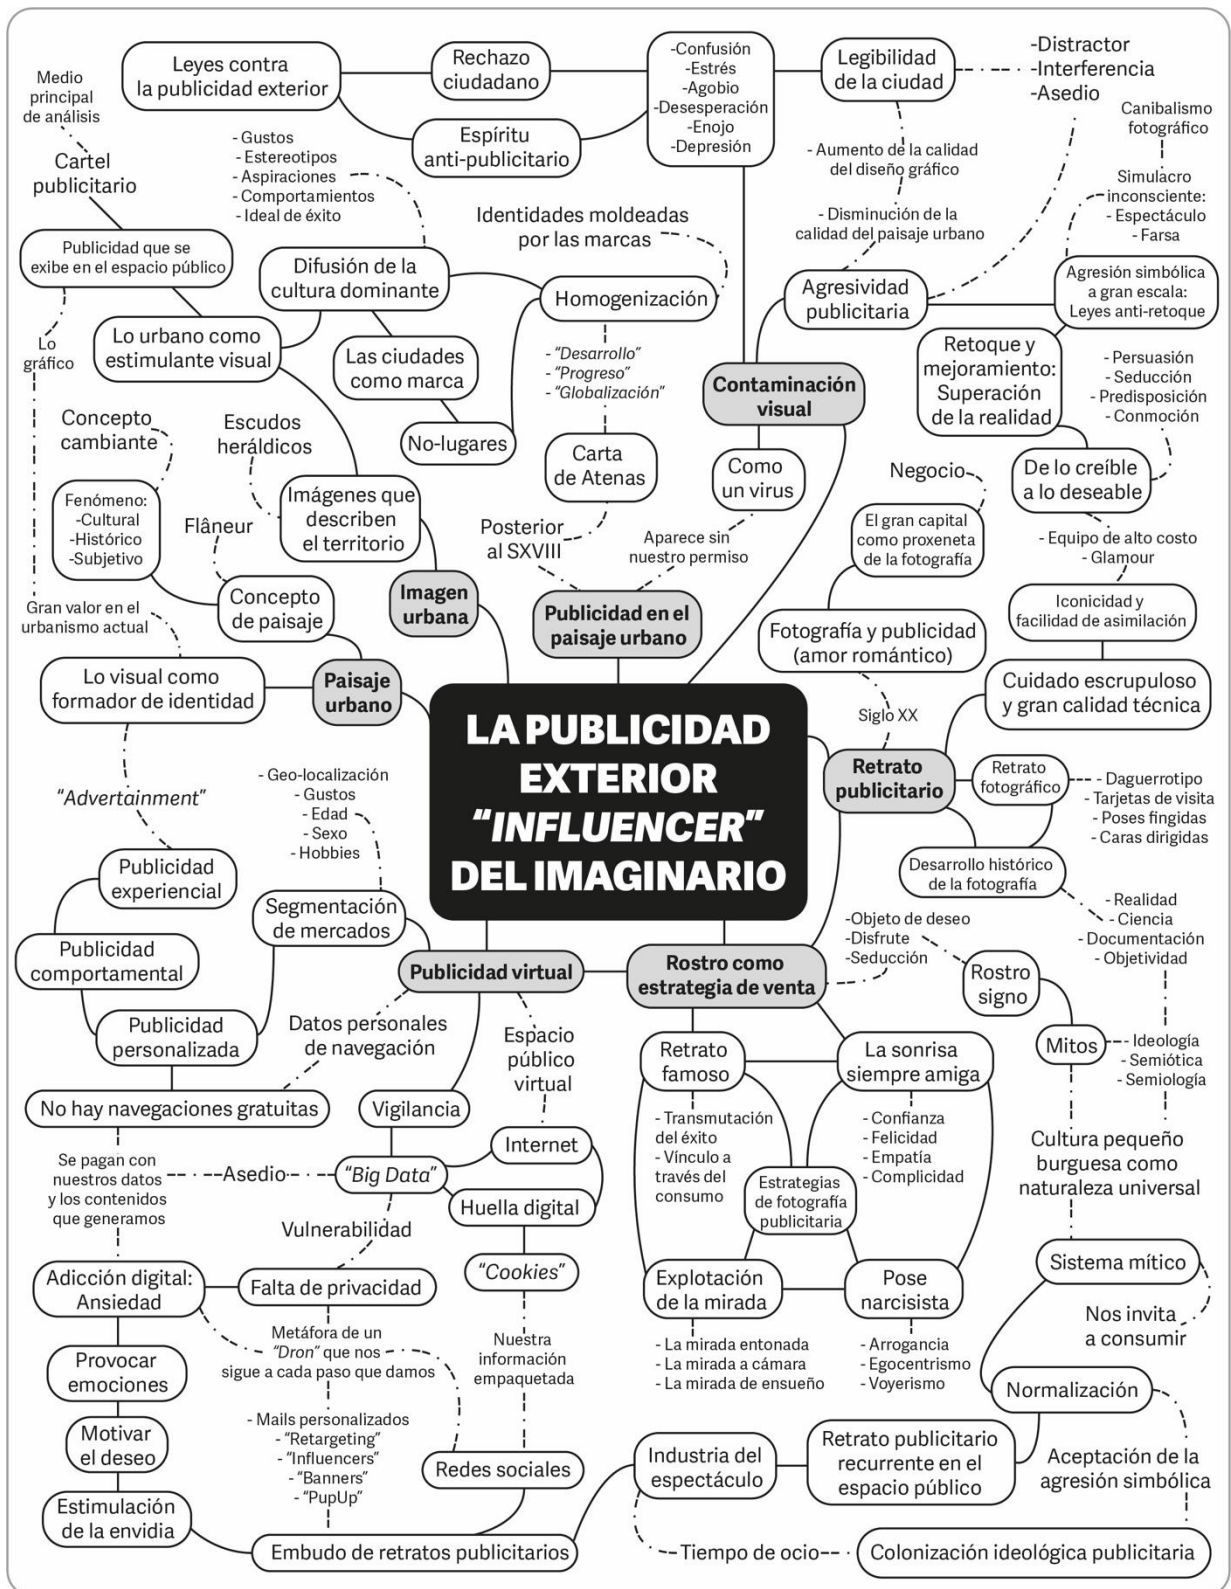 Leyes contra
la publicidad exterior
Rechazo
ciudadano
-Confusión
-Estrés
-Agobio
-Desesperación
-Enojo
-Depresión
Legibilidad
de la ciudad
-Distractor
-Interferencia
-Asedio
Medio
principal
de análisis
Espíritu
anti-publicitario
Canibalismo
fotográfico
Cartel
publicitario
- Gustos
- Estereotipos
- Aspiraciones
- Comportamientos
- Ideal de éxito
- Aumento de la calidad
del diseño gráfico
- Disminución de la
calidad del paisaje urbano
Simulacro
inconsciente:
- Espectáculo
- Farsa
Identidades moldeadas
por las marcas
Publicidad que se
exibe en el espacio público
Difusión de la
cultura dominante
Homogenización
Agresividad
publicitaria
Agresión simbólica
a gran escala:
Leyes anti-retoque
Lo
gráfico
Lo urbano como
estimulante visual
Las ciudades
como marca
- “Desarrollo”
- “Progreso”
- “Globalización”
Contaminación
visual
Retoque y
mejoramiento:
Superación
de la realidad
- Persuasión
- Seducción
- Predisposición
- Conmoción
Concepto
cambiante
Escudos
heráldicos
No-lugares
Carta
de Atenas
Como
un virus
Negocio
De lo creíble
a lo deseable
Fenómeno:
-Cultural
-Histórico
-Subjetivo
Flâneur
Imágenes que
describen
el territorio
Posterior
al SXVIII
Aparece sin
nuestro permiso
El gran capital
como proxeneta
de la fotografía
- Equipo de alto costo
- Glamour
Gran valor en el
urbanismo actual
Concepto
de paisaje
Imagen
urbana
Publicidad en el
paisaje urbano
Fotografía y publicidad
(amor romántico)
Iconicidad y
facilidad de asimilación
Lo visual como
formador de identidad
Paisaje
urbano
Cuidado escrupuloso
y gran calidad técnica
Siglo XX
LA PUBLICIDAD
EXTERIOR
“INFLUENCER”
DEL IMAGINARIO
Retrato
publicitario
Retrato
fotográfico
- Daguerrotipo
- Tarjetas de visita
- Poses fingidas
- Caras dirigidas
“Advertainment”
- Geo-localización
- Gustos
- Edad
- Sexo
- Hobbies
Publicidad
experiencial
Desarrollo histórico
de la fotografía
Segmentación
de mercados
- Realidad
- Ciencia
- Documentación
- Objetividad
Publicidad
comportamental
Publicidad virtual
Rostro como
estrategia de venta
-Objeto de deseo
-Disfrute
-Seducción
Rostro
signo
Publicidad
personalizada
Datos personales
de navegación
Espacio
público
virtual
Retrato
famoso
La sonrisa
siempre amiga
Mitos
- Ideología
- Semiótica
- Semiología
No hay navegaciones gratuitas
Vigilancia
Internet
- Transmutación
del éxito
- Vínculo a
través del
consumo
- Confianza
- Felicidad
- Empatía
- Complicidad
Cultura pequeño
burguesa como
naturaleza universal
Se pagan con
nuestros datos
y los contenidos
que generamos
Asedio
“Big Data”
Huella digital
Estrategias
de fotografía
publicitaria
Vulnerabilidad
Adicción digital:
Ansiedad
Falta de privacidad
“Cookies”
Explotación
de la mirada
Pose
narcisista
Sistema mítico
Nos invita
a consumir
Metáfora de un
“Dron” que nos
sigue a cada paso que damos
Nuestra
información
empaquetada
- La mirada entonada
- La mirada a cámara
- La mirada de ensueño
- Arrogancia
- Egocentrismo
- Voyerismo
Provocar
emociones
Normalización
- Mails personalizados
- “Retargeting”
- “Influencers”
- “Banners”
- “PupUp”
Motivar
el deseo
Redes sociales
Industria del
espectáculo
Retrato publicitario
recurrente en el
espacio público
Aceptación de la
agresión simbólica
Estimulación
de la envidia
Embudo de retratos publicitarios
Tiempo de ocio
Colonización ideológica publicitaria